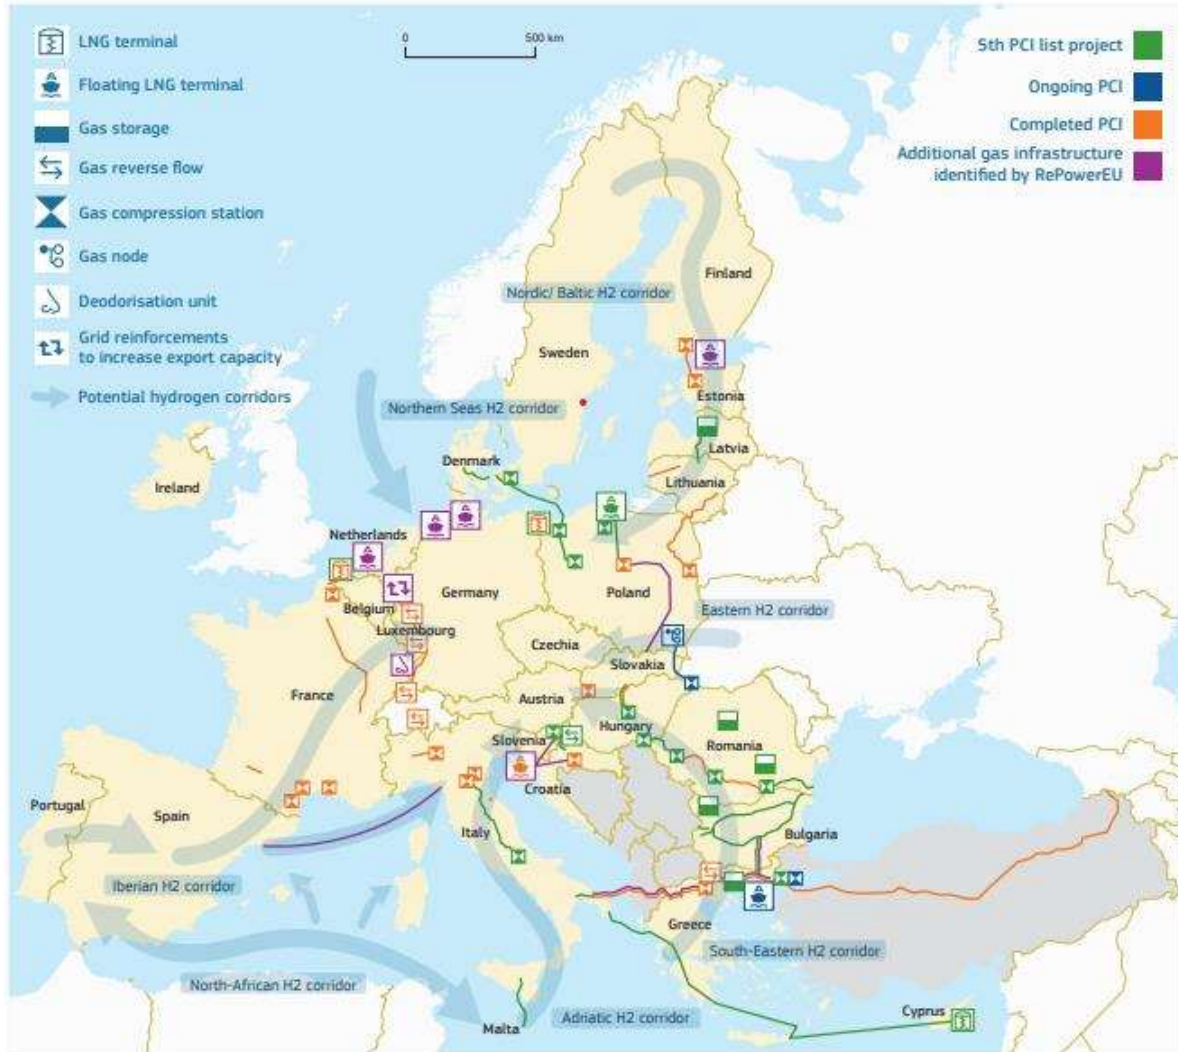 LNG terminal
Floating LNG terminal
Gas storage
Gas reverse flow
Gas compression station
Gas node
Deodorisation unit
Grid reinforcements
to increase export capacity
Potential hydrogen corridors
0 500 km
5th PCI list project
Ongoing PCI
Completed PCI
Additional gas infrastructure
identified by RePowerEU
Finland
Nordic/ Baltic H2 corridor
Sweden
Estonia
Northern Seas H2 corridor
Latvia
Denmark
Lithuania
Ireland
Netherlands
Germany
Poland
Belgium
Eastern H2 corridor
Luxembourg
Czechia
Slovakia
France
Austria
Hungary
Slovenia
Romania
Croatia
Portugal
Spain
Italy
Bulgaria
Iberian H2 corridor
Greece
South-Eastern H2 corridor
North-African H2 corridor
Cyprus
Adriatic H2 corridor
Malta